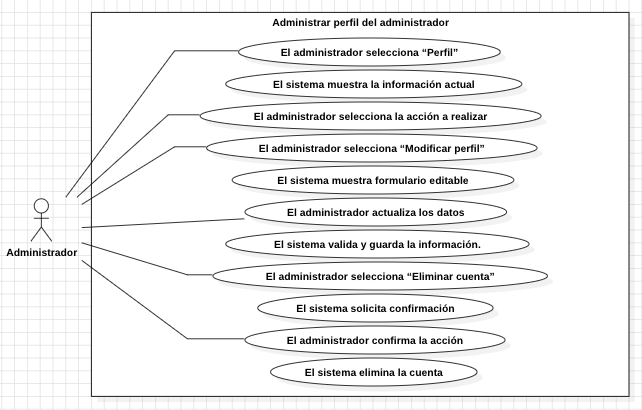 Administrar perfil del administrador
El administrador selecciona “Perfil”
El sistema muestra la información actual
El administrador selecciona la acción a realizar
El administrador selecciona “Modificar perfil”
El sistema muestra formulario editable
El administrador actualiza los datos
El sistema valida y guarda la información.
Administrador
El administrador selecciona “Eliminar cuenta”
El sistema solicita confirmación
El administrador confirma la acción
El sistema elimina la cuenta